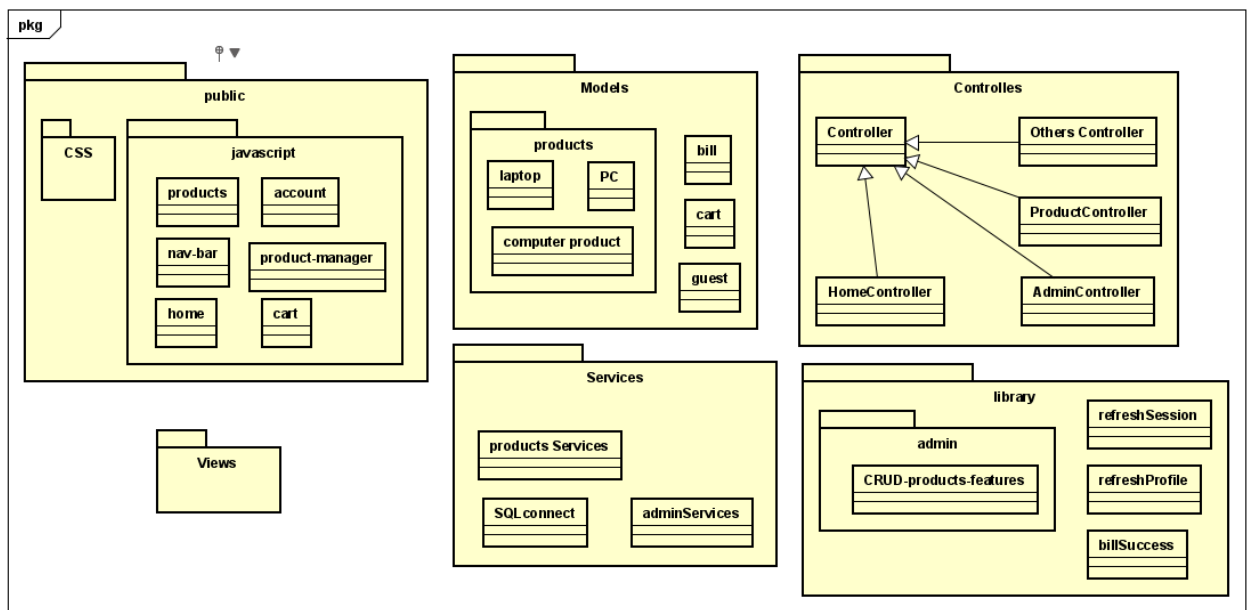 pkg
public
CSS
javascript
products
account
nav-bar
product-manager
home
cart
Models
products
laptop
PC
computer product
bill
cart
guest
Controlles
Controller
Others Controller
ProductController
HomeController
AdminController
Views
Services
products Services
SQLconnect
adminServices
library
admin
CRUD-products-features
refreshSession
refreshProfile
billSuccess